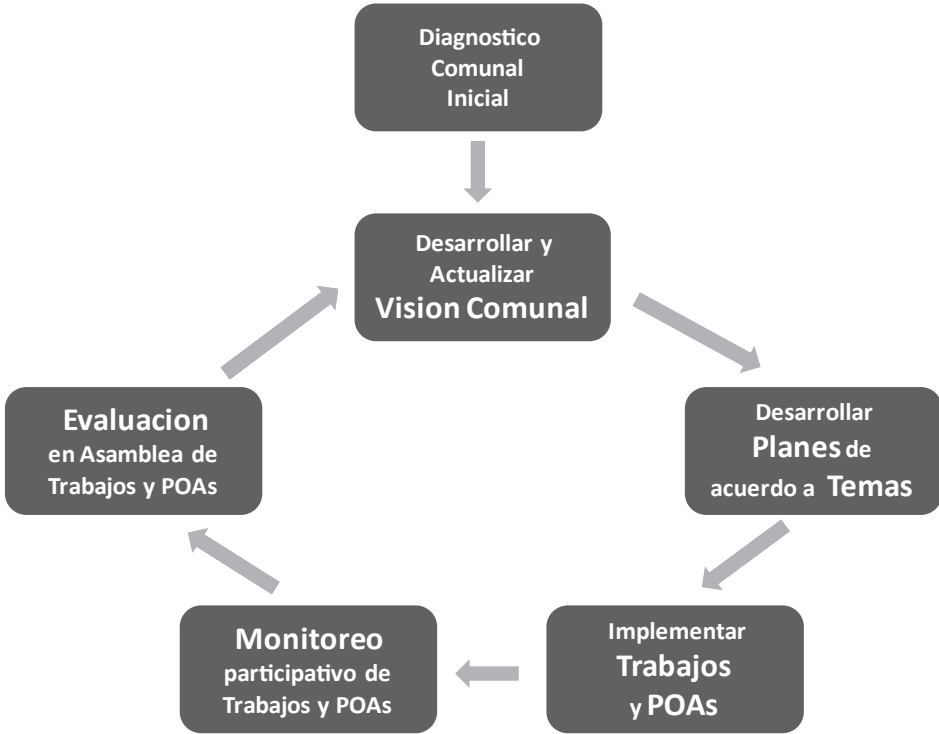 Diagnostico
Comunal
Inicial
Desarrollar y
Actualizar
Vision Comunal
Desarrollar
Planes de
acuerdo a Temas
Implementar
Trabajos
y POAs
Monitoreo
participativo de
Trabajos y POAs
Evaluacion
en Asamblea de
Trabajos y POAs